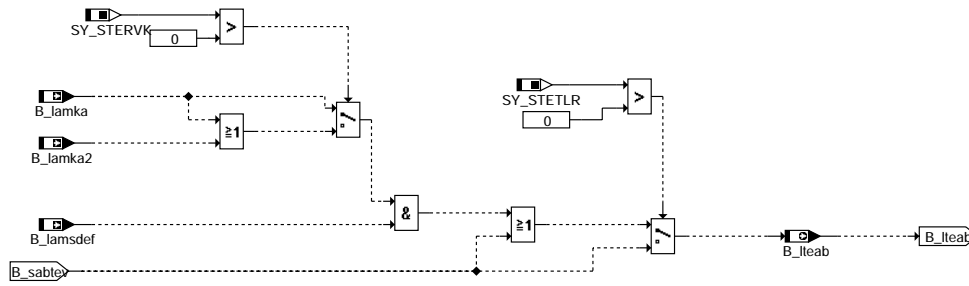 SY_STERVK
0
>
B_lamka
SY_STETLR
0
>
≥1
B_lamka2
&
B_lamsdef
≥1
B_lteab
B_lteab
B_sabtev